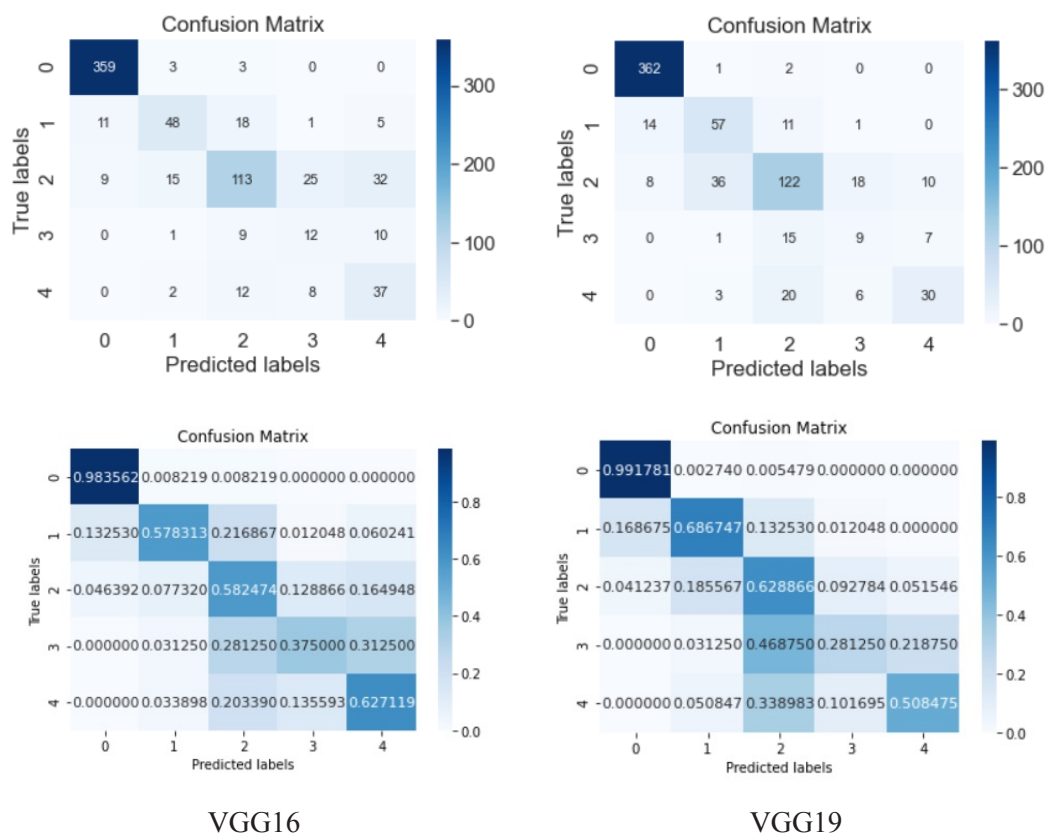 Confusion Matrix
0 359 3 3 0 0
1 11 48 18 1 5
2 9 15 113 25 32
3 0 1 9 12 10
4 0 2 12 8 37
0 1 2 3 4
Predicted labels
True labels
300
200
100
0
Confusion Matrix
0 362 1 2 0 0
1 14 57 11 1 0
2 8 36 122 18 10
3 0 1 15 9 7
4 0 3 20 6 30
0 1 2 3 4
Predicted labels
True labels
300
200
100
0
Confusion Matrix
0 0.983562 0.008219 0.008219 0.000000 0.000000
1 0.132530 0.578313 0.216867 0.012048 0.060241
2 0.046392 0.077320 0.582474 0.128866 0.164948
3 0.000000 0.031250 0.281250 0.375000 0.312500
4 0.000000 0.033898 0.203390 0.135593 0.627119
0 1 2 3 4
Predicted labels
True labels
0.8
0.6
0.4
0.2
0.0
Confusion Matrix
0 0.991781 0.002740 0.005479 0.000000 0.000000
1 0.168675 0.686747 0.132530 0.012048 0.000000
2 0.041237 0.185567 0.628866 0.092784 0.051546
3 0.000000 0.031250 0.468750 0.281250 0.218750
4 0.000000 0.050847 0.338983 0.101695 0.508475
0 1 2 3 4
Predicted labels
True labels
0.8
0.6
0.4
0.2
0.0
VGG16
VGG19